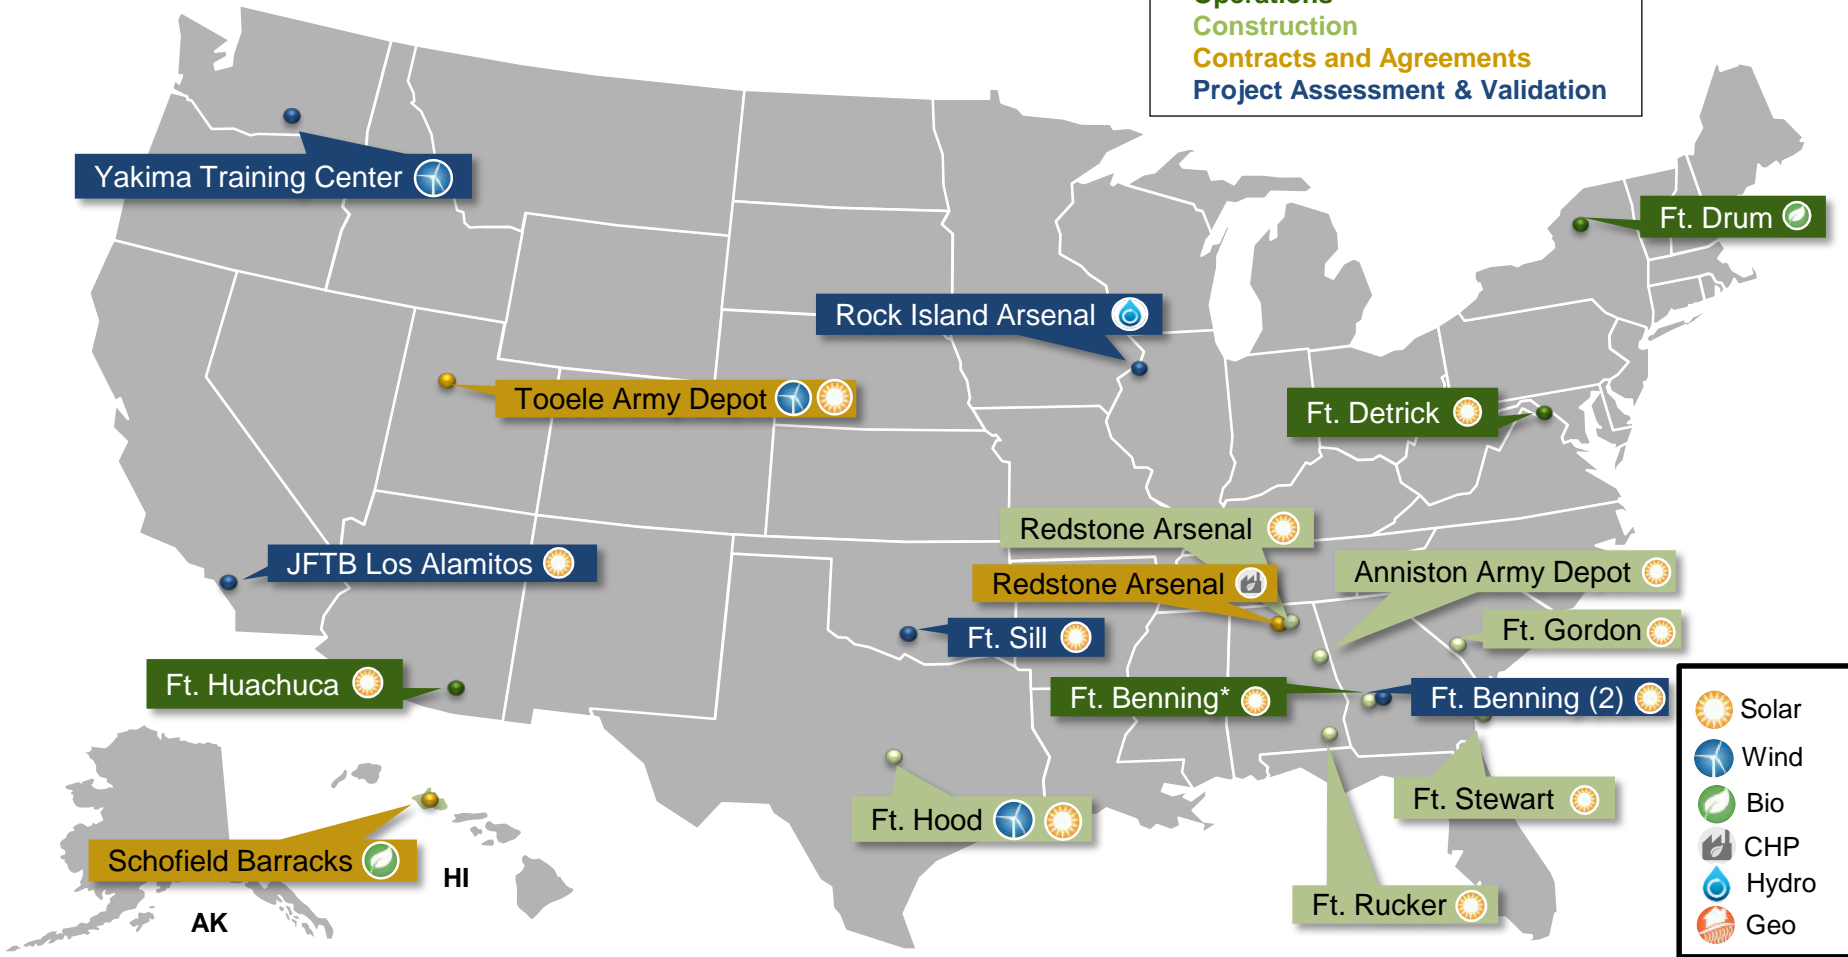 Operations
Construction
Contracts and Agreements
Project Assessment & Validation
Yakima Training Center
Ft. Drum
Rock Island Arsenal
Tooele Army Depot
Ft. Detrick
Redstone Arsenal
JFTB Los Alamitos
Redstone Arsenal
Anniston Army Depot
Ft. Sill
Ft. Gordon
Ft. Huachuca
Ft. Benning*
Ft. Benning (2)
Solar
Wind
Ft. Hood
Ft. Stewart
Bio
Schofield Barracks
CHP
HI
Hydro
Ft. Rucker
AK
Geo